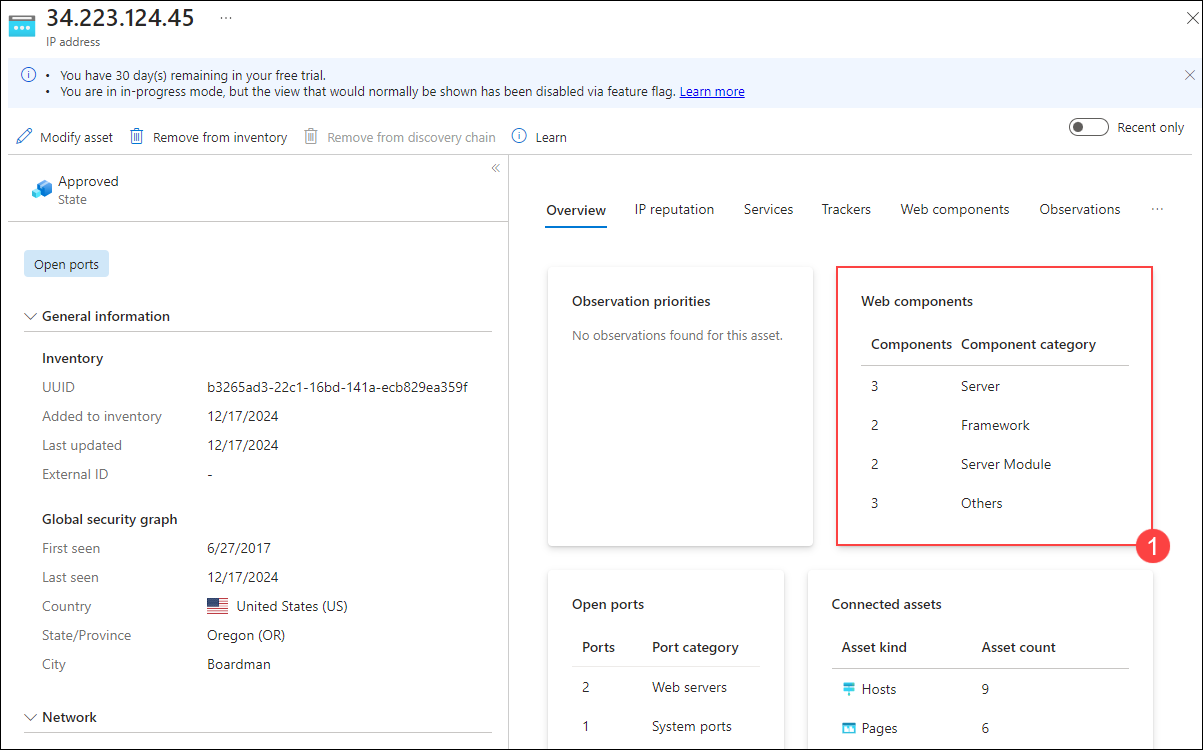 34.223.124.45 ...
IP address
• You have 30 day(s) remaining in your free trial.
• You are in in-progress mode, but the view that would normally be shown has been disabled via feature flag. Learn more
Modify asset Remove from inventory Remove from discovery chain Learn
Recent only
Approved
State
Open ports
General information
Inventory
UUID b3265ad3-22c1-16bd-141a-ecb829ea359f
Added to inventory 12/17/2024
Last updated 12/17/2024
External ID -
Global security graph
First seen 6/27/2017
Last seen 12/17/2024
Country United States (US)
State/Province Oregon (OR)
City Boardman
Network
Overview IP reputation Services Trackers Web components Observations ...
Observation priorities
No observations found for this asset.
Web components
Components Component category
3 Server
2 Framework
2 Server Module
3 Others
1
Open ports
Ports Port category
2 Web servers
1 System ports
Connected assets
Asset kind Asset count
Hosts 9
Pages 6